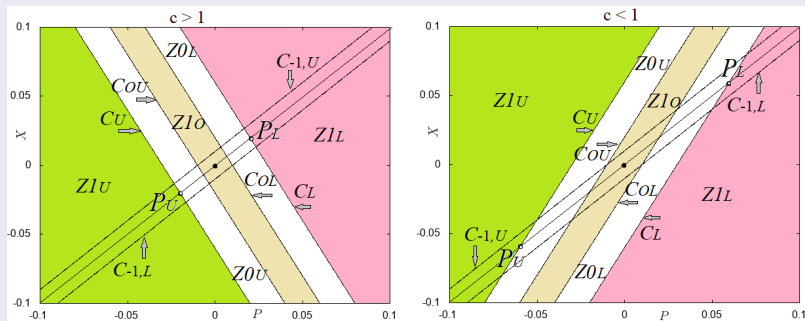 c > 1
0.1
0.05
0
-0.05
-0.1
X
-0.1
-0.05
0
P
0.05
0.1
Z0L
C-1,U
COU
CU
Z1O
PL
Z1L
Z1U
PU
COL
CL
C-1,L
Z0U
c < 1
0.1
0.05
0
-0.05
-0.1
X
-0.1
-0.05
0
P
0.05
0.1
Z0U
PL
Z1U
Z1O
C-1,L
CU
COU
Z1L
COL
CL
C-1,U
PU
Z0L